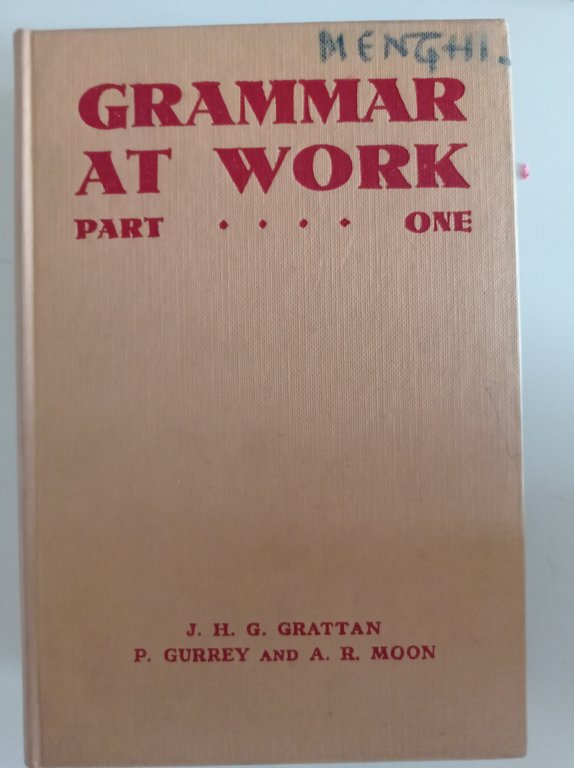 MENGHI.
GRAMMAR
AT WORK
PART .... ONE
J. H. G. GRATTAN
P. GURREY AND A. R. MOON